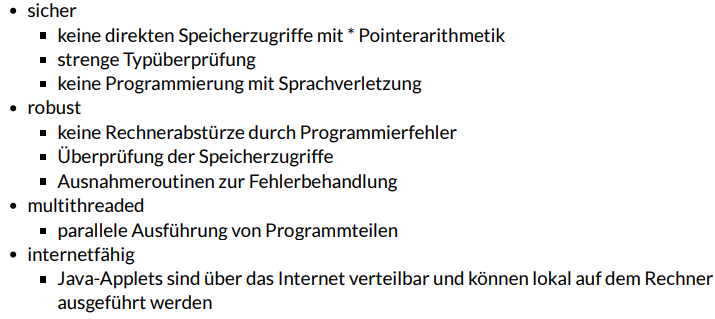 • sicher
▪ keine direkten Speicherzugriffe mit * Pointerarithmetik
▪ strenge Typüberprüfung
▪ keine Programmierung mit Sprachverletzung
• robust
▪ keine Rechnerabstürze durch Programmierfehler
▪ Überprüfung der Speicherzugriffe
▪ Ausnahmeroutinen zur Fehlerbehandlung
• multithreaded
▪ parallele Ausführung von Programmteilen
• internetfähig
▪ Java-Applets sind über das Internet verteilbar und können lokal auf dem Rechner
ausgeführt werden